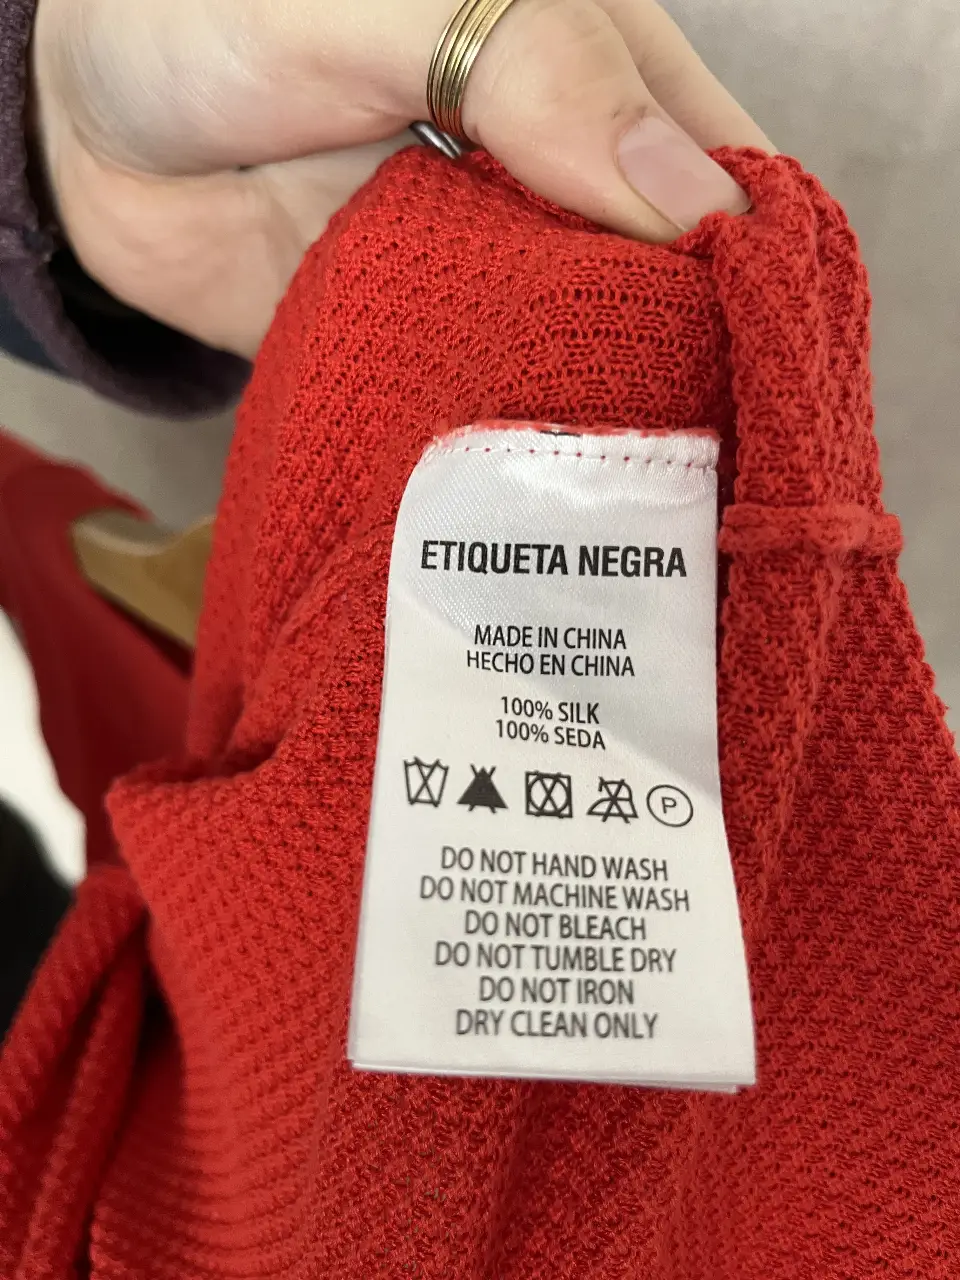 ETIQUETA NEGRA
MADE IN CHINA
HECHO EN CHINA
100% SILK
100% SEDA
P
DO NOT HAND WASH
DO NOT MACHINE WASH
DO NOT BLEACH
DO NOT TUMBLE DRY
DO NOT IRON
DRY CLEAN ONLY